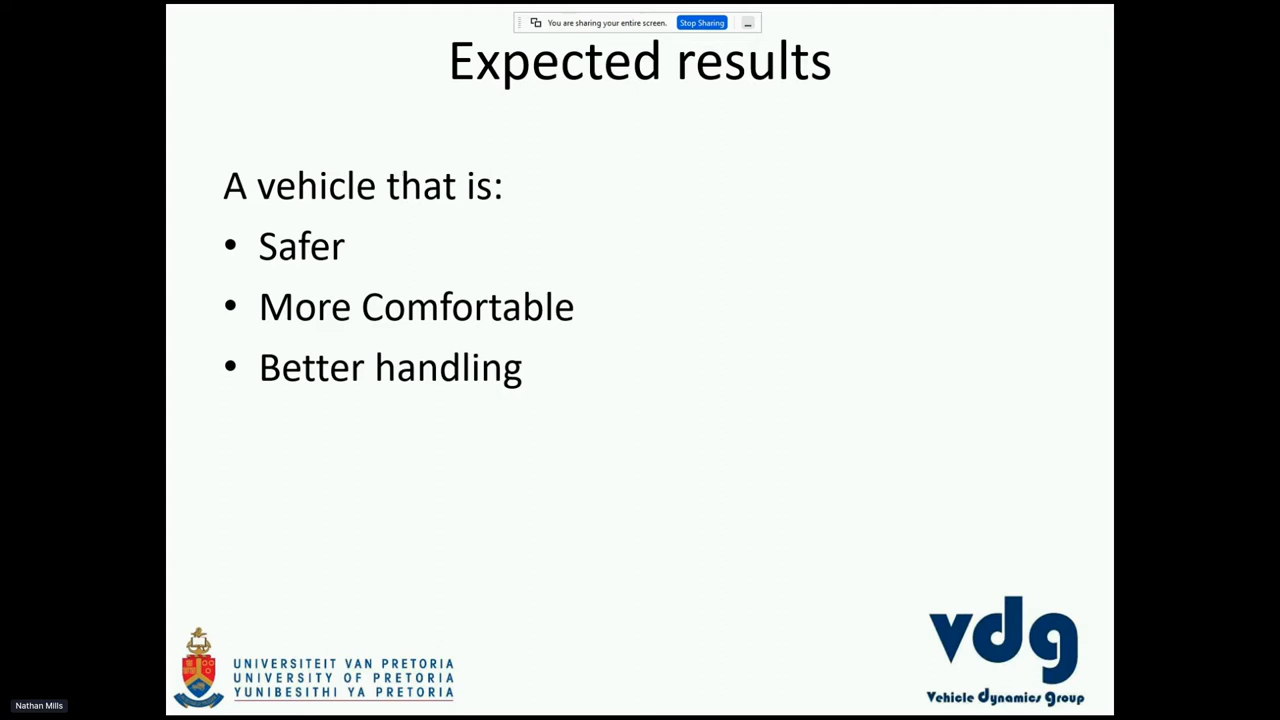 You are sharing your entire screen. Stop Sharing
Expected results
A vehicle that is:
• Safer
• More Comfortable
• Better handling
UNIVERSITEIT VAN PRETORIA
UNIVERSITY OF PRETORIA
YUNIBESITHI YA PRETORIA
vdg
Vehicle dynamics Group
Nathan Mills